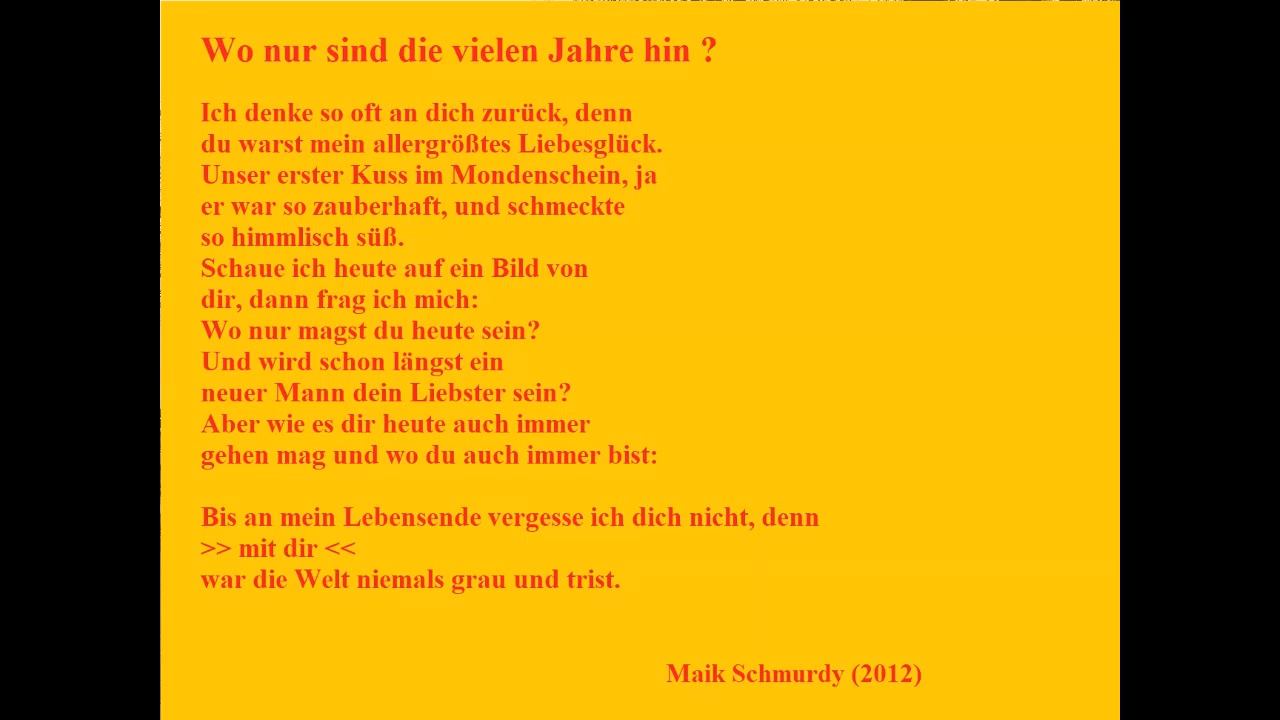 Wo nur sind die vielen Jahre hin ?
Ich denke so oft an dich zurück, denn
du warst mein allergrößtes Liebesglück.
Unser erster Kuss im Mondenschein, ja
er war so zauberhaft, und schmeckte
so himmlisch süß.
Schaue ich heute auf ein Bild von
dir, dann frag ich mich:
Wo nur magst du heute sein?
Und wird schon längst ein
neuer Mann dein Liebster sein?
Aber wie es dir heute auch immer
gehen mag und wo du auch immer bist:
Bis an mein Lebensende vergesse ich dich nicht, denn
>> mit dir <<
war die Welt niemals grau und trist.
Maik Schmurdy (2012)